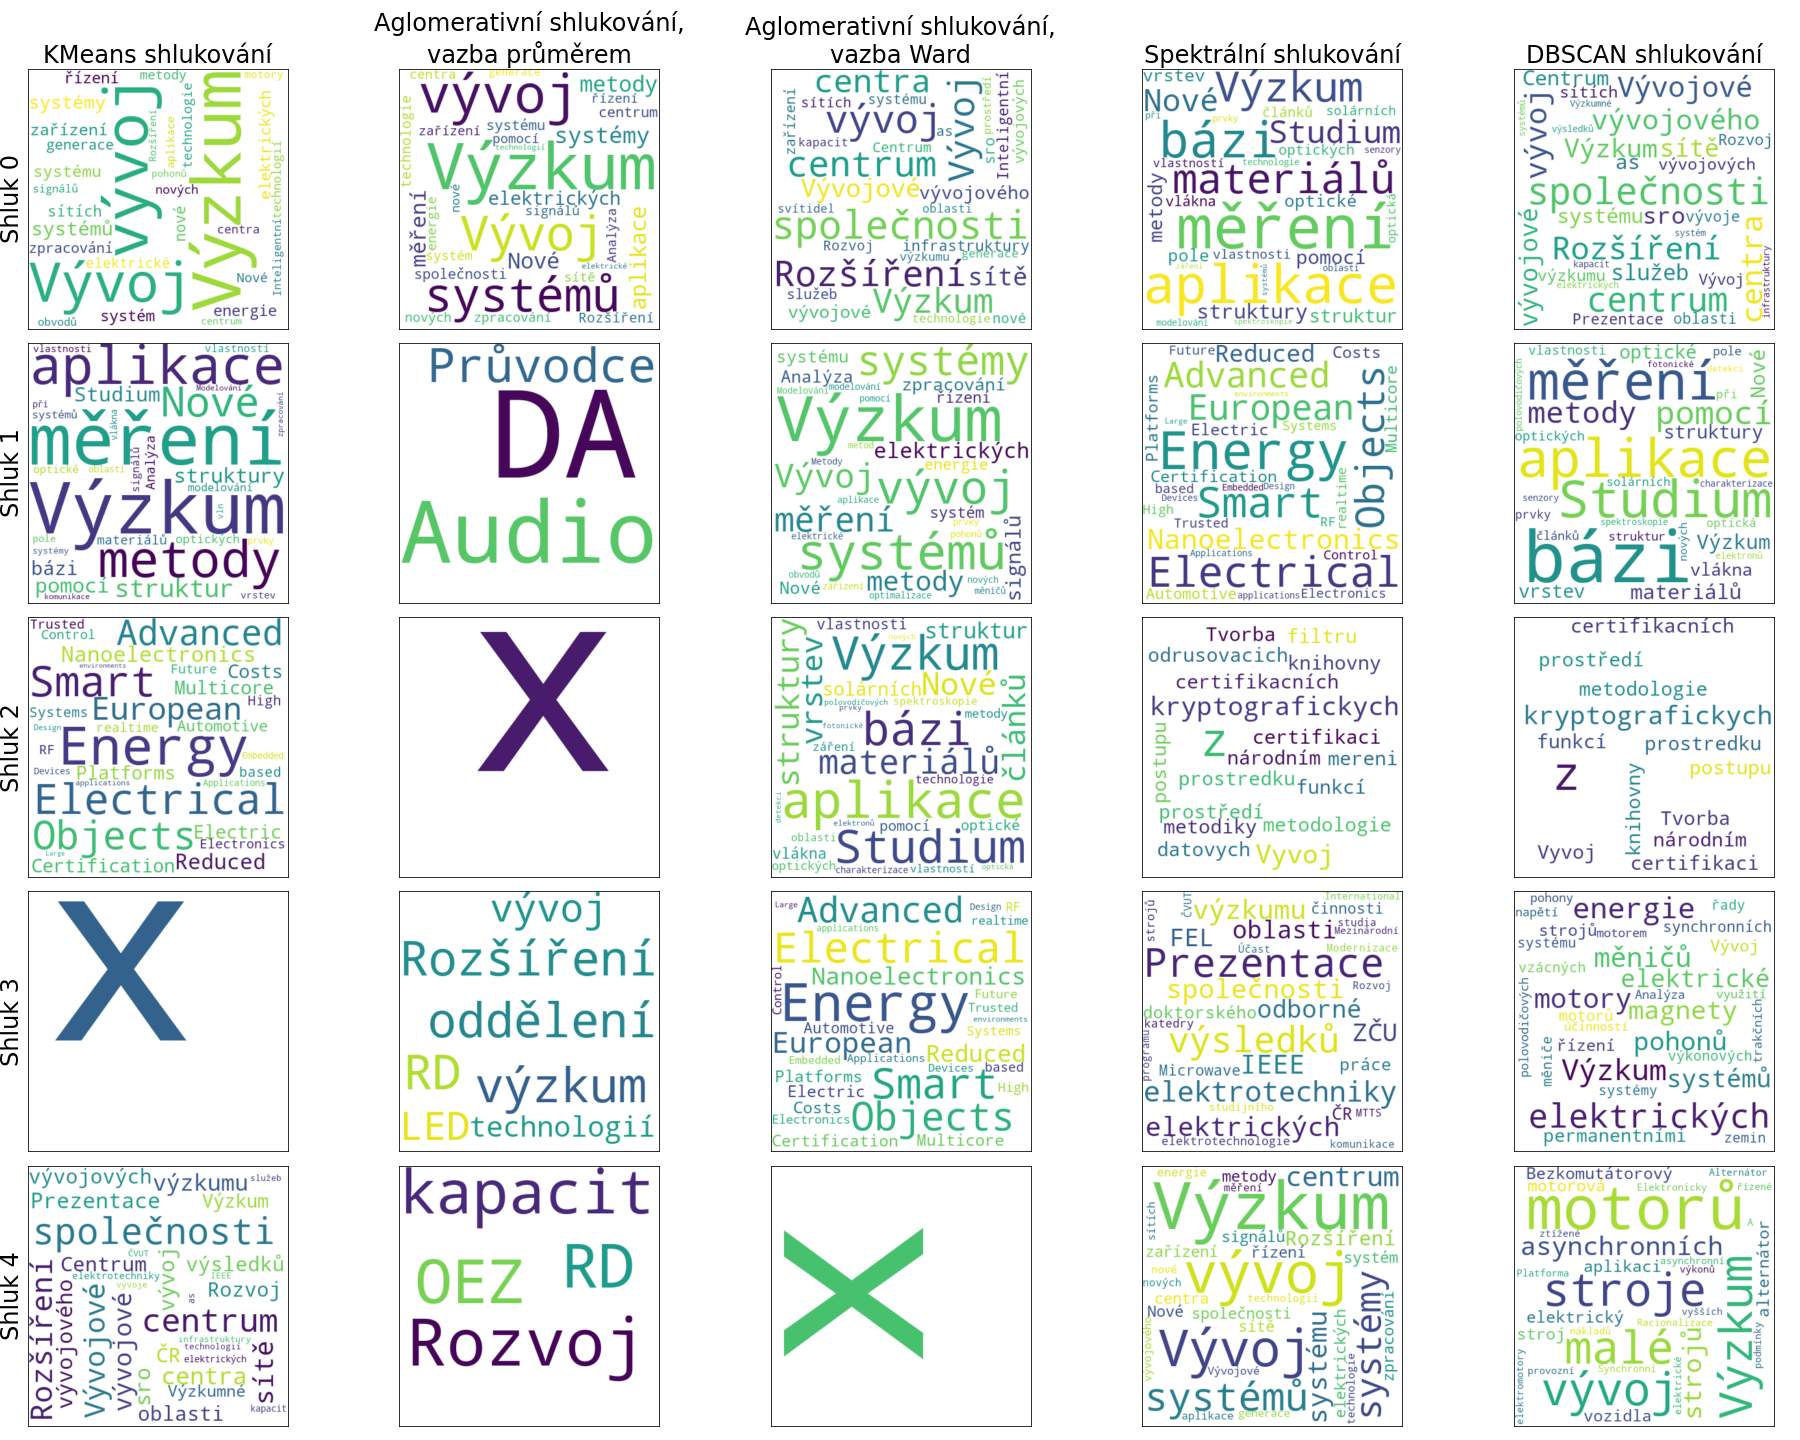 KMeans shlukování
Aglomerativní shlukování,
vazba průměrem
Aglomerativní shlukování,
vazba Ward
Spektrální shlukování
DBSCAN shlukování
Shluk 0
řízení metody motory
systémy
Vývoj
Výzkum
technologie
Rozšíření
aplikace
elektrických
zařízení
generace
systému
pohonů
signálů
nových
sítích
systémů
nové
centra
zpracování
elektrické
Inteligentní
technologií
Vývoj
Nové
energie
obvodů
systém
centrum
centra generace
vývoj
metody
řízení
centrum
technologie
zařízení
systému
pomocí
systémy
technologií
Výzkum
nové
elektrických
signálů
měření
energie
Vývoj
Analýza
aplikace
systém
Nové
elektrické
společnosti
sítě
systémů
nových
zpracování
Rozšíření
centra
sítích
systému
zařízení
vývoj
as
Vývoj
sro
prostředí
Inteligentní
vývojových
kapacit
Centrum
centrum
Vývojové
vývojového
svítidel
oblasti
společnosti
Rozvoj
infrastruktury
výzkumu
generace
Rozšíření
sítě
služeb
Výzkum
vývojové
technologie
nové
vrstev
Výzkum
Nové
při
prvky
článků
solárních
bázi
Studium
optických
senzory
vlastností
technologie
metody
materiálů
vlákna
optické
optická
měření
pole
vlastnosti
pomocí
záření
systémů
oblasti
aplikace
struktury
struktur
modelování
spektroskopie
Centrum
sítích
Vývojové
Výzkumné
systémů
vývoj
výsledků
vývojového
Výzkum
sítě
Rozvoj
as
vývojových
společnosti
systému
sro
vývoje
systém
vývojové
Rozšíření
centra
kapacit
výzkumu
služeb
Vývoj
elektrických
infrastruktury
centrum
Prezentace
oblasti
Shluk 1
vlastnosti
vlastností
aplikace
Studium
Modelování
Nové
při
systémů
vlákna
zpracování
měření
signálů
Analýza
optické
oblasti
struktury
modelování
Výzkum
vln
pole
materiálů
optických
prvky
systémy
bázi
metody
pomocí
struktur
komunikace
vrstev
Průvodce
DA
Audio
systému
systémy
Analýza
Modelování
modelování
zpracování
pomocí
řízení
Výzkum
metod
elektrických
Metody
energie
Vývoj
vývoj
aplikace
systém
měření
prvky
elektrické
pohonů
systémů
signálů
obvodů
Nové
zařízení
metody
nových
měničů
optimalizace
Future
Reduced
Costs
Platforms
Advanced
environments
European
Objects
Multicore
Large
Electric
Systems
Energy
Certification
based
Embedded
Design
Devices
Smart
realtime
High
Trusted
RF
Nanoelectronics
Applications
Control
Electrical
Automotive
applications
Electronics
vlastnosti
optické
pole
fotonické
detekci
Nové
polovodičových
měření
při
metody
pomocí
optických
struktury
aplikace
solárních
charakterizace
senzory
Studium
prvky
spektroskopie
optická
článků
struktur
nových
bázi
Výzkum
elektronů
vlákna
vrstev
materiálů
Shluk 2
Trusted
Control
Advanced
Nanoelectronics
environments
Smart
Future
Costs
Multicore
High
Systems
European
Design
realtime
Automotive
RF
Energy
Embedded
Devices
Platforms
based
applications
Applications
Electrical
Objects
Electric
Electronics
Large
Certification
Reduced
X
vlastnosti
struktury
vrstev
nových
struktur
Výzkum
solárních
Nové
článků
polovodičových
spektroskopie
prvky
metody
fotonické
bázi
záření
materiálů
technologie
detekci
aplikace
elektronů
pomocí
optické
oblasti
vlákna
Studium
optických
charakterizace
vlastností
optická
Tvorba
filtru
odrusovacich
knihovny
certifikacních
kryptografickych
postupu
z
certifikaci
národním
mereni
prostredku
funkcí
prostředí
metodiky
metodologie
datovych
Vyvoj
certifikacních
prostředí
metodologie
kryptografickych
funkcí
prostredku
z
knihovny
postupu
Tvorba
národním
Vyvoj
certifikaci
Shluk 3
X
vývoj
Rozšíření
oddělení
RD
výzkum
LED
technologií
Large
Advanced
Design
RF
realtime
applications
Electrical
Control
Nanoelectronics
Energy
Future
Trusted
environments
Automotive
Systems
European
Embedded
Applications
Reduced
Devices
based
Platforms
Electric
Smart
High
Costs
Electronics
Objects
Certification
Multicore
strojů
ČVUT
International
výzkumu
činnosti
studia
FEL
oblasti
Mezinárodní
Účast
Modernizace
Prezentace
společnosti
Rozvoj
doktorského
odborné
katedry
programu
výsledků
ZČU
Microwave
IEEE
práce
elektrotechniky
studijního
ČR
MTTS
elektrických
elektrotechnologie
komunikace
pohony
napětí
energie
řady
strojů
motorem
synchronních
systému
Vývoj
měničů
vzácných
elektrické
polovodičových
motory
Analýza
využití
motorů
magnety
účinností
trakčních
měniče
řízení
pohonů
výkonových
Výzkum
systémů
systémy
elektrických
permanentními
zemin
Shluk 4
vývojových
výzkumu
služeb
Prezentace
Výzkum
společnosti
ČVUT
Rozšíření
vývojového
Centrum
vývoj
výsledků
elektrotechniky
IEEE
Vývojové
vývojové
vývoje
as
Rozvoj
centrum
infrastruktury
technologií
ČR
elektrických
sítě
sro
centra
Výzkumné
oblasti
kapacit
kapacit
OEZ
RD
Rozvoj
X
energie
metody
měření
centrum
sítích
Výzkum
signálů
Rozšíření
zařízení
řízení
systém
nové
nových
vývoj
centra
technologií
Nové
společnosti
sítě
systémy
zpracování
vývojového
Vývoj
Vývojové
systému
elektrických
technologie
systémů
aplikace
generace
Bezkomutátorový
Alternátor
motorova
Elektronicky
řízené
motorů
A
ztížené
asynchronních
alternátor
aplikaci
asynchronní
Platforma
výkonů
stroje
vyšších
Výzkum
elektrický
Racionalizace
stroj
nákladů
malé
strojů
podmínky
provozní
Synchronní
elektrické
elektromotory
vývoj
vozidla